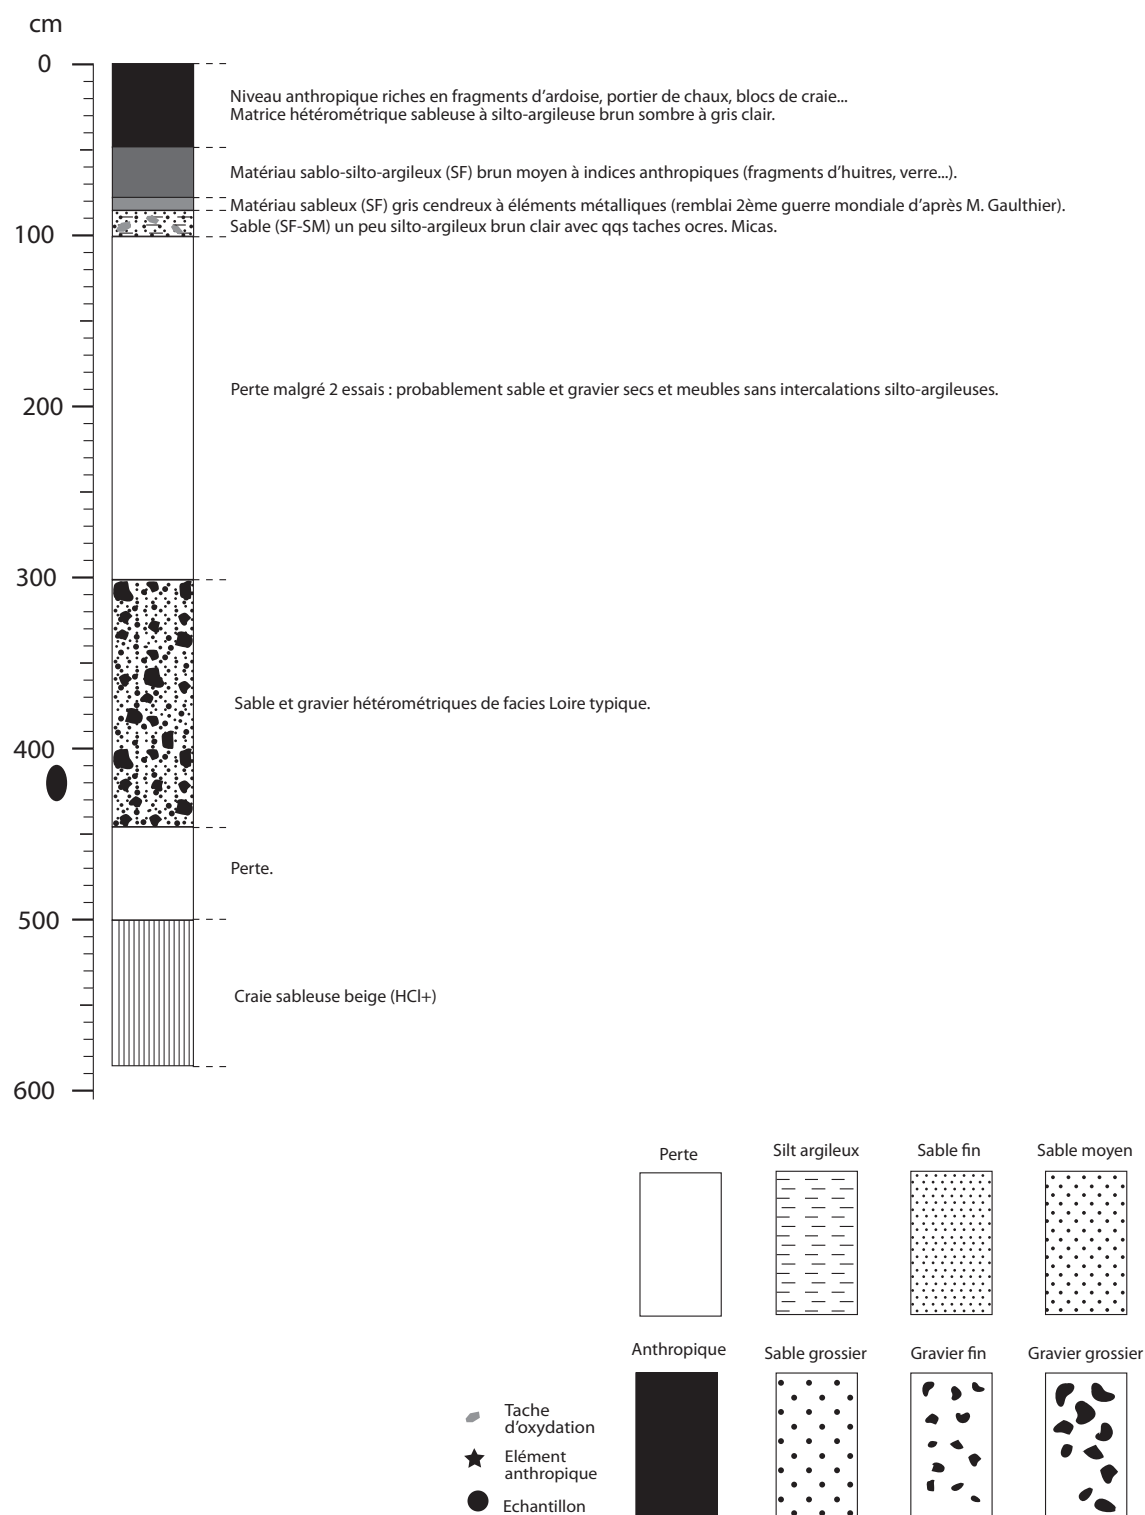 cm
0
Niveau anthropique riches en fragments d'ardoise, portier de chaux, blocs de craie...
Matrice hétérométrique sableuse à silto-argileuse brun sombre à gris clair.
Matériau sablo-silto-argileux (SF) brun moyen à indices anthropiques (fragments d'huitres, verre...).
Matériau sableux (SF) gris cendreux à éléments métalliques (remblai 2ème guerre mondiale d'après M. Gaulthier).
Sable (SF-SM) un peu silto-argileux brun clair avec qqs taches ocres. Micas.
100
Perte malgré 2 essais : probablement sable et gravier secs et meubles sans intercalations silto-argileuses.
200
300
Sable et gravier hétérométriques de facies Loire typique.
400
Perte.
500
Craie sableuse beige (HCl+)
600
Perte
Silt argileux
Sable fin
Sable moyen
Anthropique
Sable grossier
Gravier fin
Gravier grossier
Tache
d'oxydation
Elément
anthropique
Echantillon